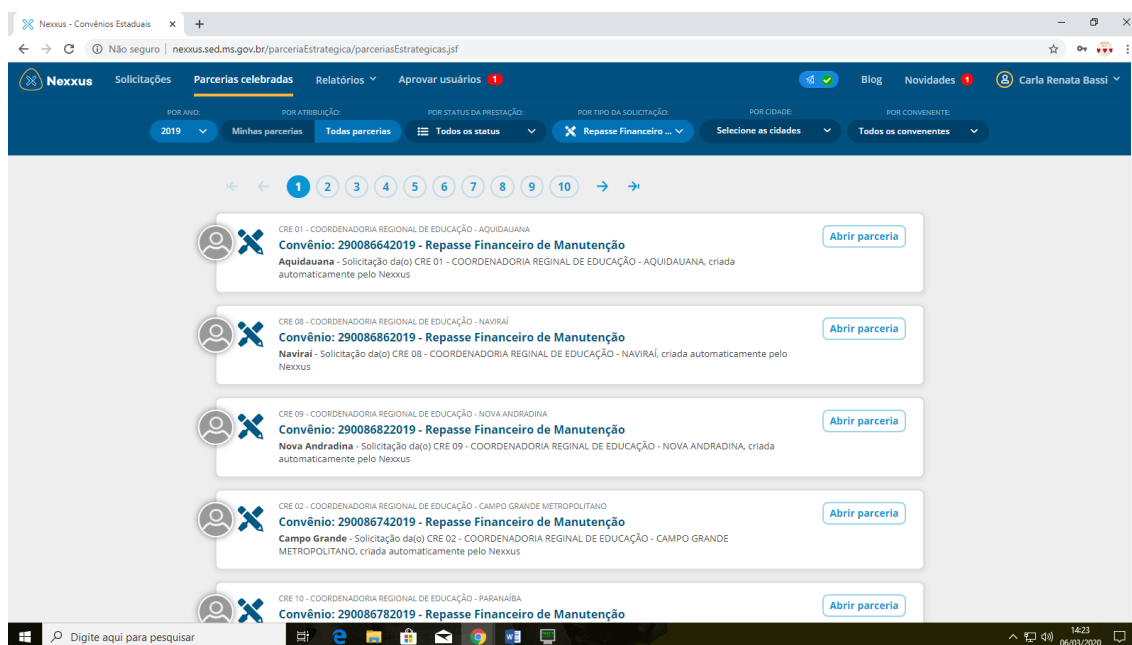 Nexxus - Convênios Estaduais
Não seguro | nexxus.sed.ms.gov.br/parceriaEstrategica/parceriasEstrategicas.jsf
Nexxus Solicitações Parcerias celebradas Relatórios Aprovar usuários 1 Blog Novidades 1 Carla Renata Bassi
POR ANO: POR ATRIBUIÇÃO: POR STATUS DA PRESTAÇÃO: POR TIPO DA SOLICITAÇÃO: POR CIDADE: POR CONVENENTE:
2019 Minhas parcerias Todas parcerias Todos os status Repasse Financeiro ... Selecione as cidades Todos os convenentes
1 2 3 4 5 6 7 8 9 10
CRE 01 - COORDENADORIA REGIONAL DE EDUCAÇÃO - AQUIDAUANA
Convênio: 290086642019 - Repasse Financeiro de Manutenção
Abrir parceria
Aquidauana - Solicitação da(o) CRE 01 - COORDENADORIA REGINAL DE EDUCAÇÃO - AQUIDAUANA, criada
automaticamente pelo Nexxus
CRE 08 - COORDENADORIA REGIONAL DE EDUCAÇÃO - NAVIRAÍ
Convênio: 290086862019 - Repasse Financeiro de Manutenção
Abrir parceria
Naviraí - Solicitação da(o) CRE 08 - COORDENADORIA REGINAL DE EDUCAÇÃO - NAVIRAÍ, criada automaticamente pelo
Nexxus
CRE 09 - COORDENADORIA REGIONAL DE EDUCAÇÃO - NOVA ANDRADINA
Convênio: 290086822019 - Repasse Financeiro de Manutenção
Abrir parceria
Nova Andradina - Solicitação da(o) CRE 09 - COORDENADORIA REGINAL DE EDUCAÇÃO - NOVA ANDRADINA, criada
automaticamente pelo Nexxus
CRE 02 - COORDENADORIA REGIONAL DE EDUCAÇÃO - CAMPO GRANDE METROPOLITANO
Convênio: 290086742019 - Repasse Financeiro de Manutenção
Abrir parceria
Campo Grande - Solicitação da(o) CRE 02 - COORDENADORIA REGINAL DE EDUCAÇÃO - CAMPO GRANDE
METROPOLITANO, criada automaticamente pelo Nexxus
CRE 10 - COORDENADORIA REGIONAL DE EDUCAÇÃO - PARANAÍBA
Convênio: 290086782019 - Repasse Financeiro de Manutenção
Abrir parceria
Digite aqui para pesquisar
14:23
06/03/2020